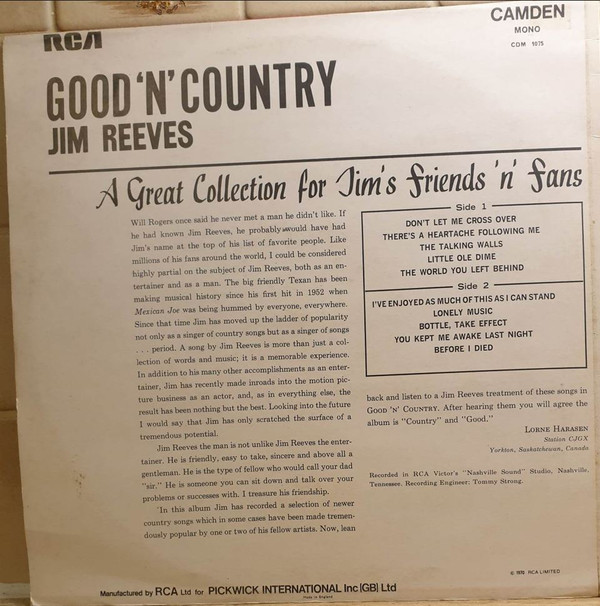 RCA
CAMDEN
MONO
CDM 1075
GOOD 'N' COUNTRY
JIM REEVES
A Great Collection for Jim's Friends 'n' Fans
Will Rogers once said he never met a man he didn't like. If
he had known Jim Reeves, he probably would have had
Jim's name at the top of his list of favorite people. Like
millions of his fans around the world, I could be considered
highly partial on the subject of Jim Reeves, both as an en-
tertainer and as a man. The big friendly Texan has been
making musical history since his first hit in 1952 when
Mexican Joe was being hummed by everyone, everywhere.
Since that time Jim has moved up the ladder of popularity
not only as a singer of country songs but as a singer of songs
. . . period. A song by Jim Reeves is more than just a col-
lection of words and music; it is a memorable experience.
In addition to his many other accomplishments as an enter-
tainer, Jim has recently made inroads into the motion pic-
ture business as an actor, and, as in everything else, the
result has been nothing but the best. Looking into the future
I would say that Jim has only scratched the surface of a
tremendous potential.
Jim Reeves the man is not unlike Jim Reeves the enter-
tainer. He is friendly, easy to take, sincere and above all a
gentleman. He is the type of fellow who would call your dad
"sir." He is someone you can sit down and talk over your
problems or successes with. I treasure his friendship.
In this album Jim has recorded a selection of newer
country songs which in some cases have been made tremen-
dously popular by one or two of his fellow artists. Now, lean
Side 1
DON'T LET ME CROSS OVER
THERE'S A HEARTACHE FOLLOWING ME
THE TALKING WALLS
LITTLE OLE DIME
THE WORLD YOU LEFT BEHIND
Side 2
I'VE ENJOYED AS MUCH OF THIS AS I CAN STAND
LONELY MUSIC
BOTTLE, TAKE EFFECT
YOU KEPT ME AWAKE LAST NIGHT
BEFORE I DIED
back and listen to a Jim Reeves treatment of these songs in
GOOD 'N' COUNTRY. After hearing them you will agree the
album is "Country" and "Good."
LORNE HARASEN
Station CJGX
Yorkton, Saskatchewan, Canada
Recorded in RCA Victor's "Nashville Sound" Studio, Nashville,
Tennessee. Recording Engineer: Tommy Strong.
RCA LIMITED
Manufactured by RCA Ltd for PICKWICK INTERNATIONAL Inc [GB] Ltd
Made in England